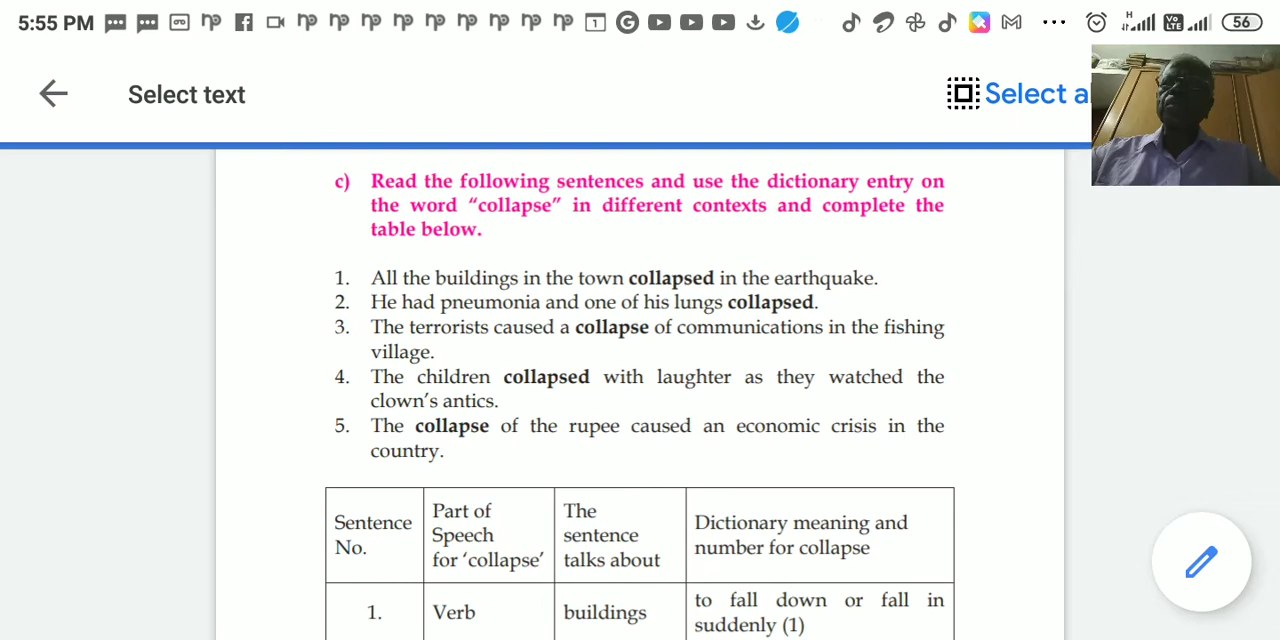 5:55 PM
H
Vo LTE
56
Select text
Select a
c) Read the following sentences and use the dictionary entry on
the word “collapse” in different contexts and complete the
table below.
1. All the buildings in the town collapsed in the earthquake.
2. He had pneumonia and one of his lungs collapsed.
3. The terrorists caused a collapse of communications in the fishing
village.
4. The children collapsed with laughter as they watched the
clown’s antics.
5. The collapse of the rupee caused an economic crisis in the
country.
Sentence No.
Part of Speech for ‘collapse’
The sentence talks about
Dictionary meaning and number for collapse
1.
Verb
buildings
to fall down or fall in
suddenly (1)